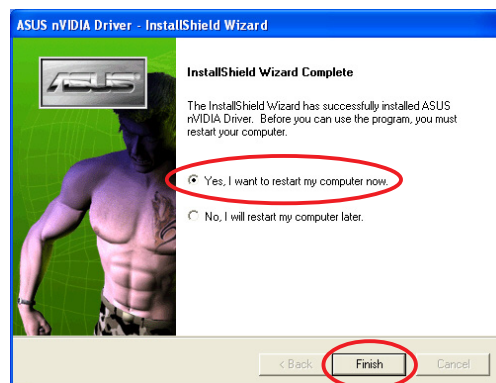 ASUS nVIDIA Driver - InstallShield Wizard
ASUS
InstallShield Wizard Complete
The InstallShield Wizard has successfully installed ASUS
nVIDIA Driver.  Before you can use the program, you must
restart your computer.
Yes, I want to restart my computer now.
No, I will restart my computer later.
< Back
Finish
Cancel